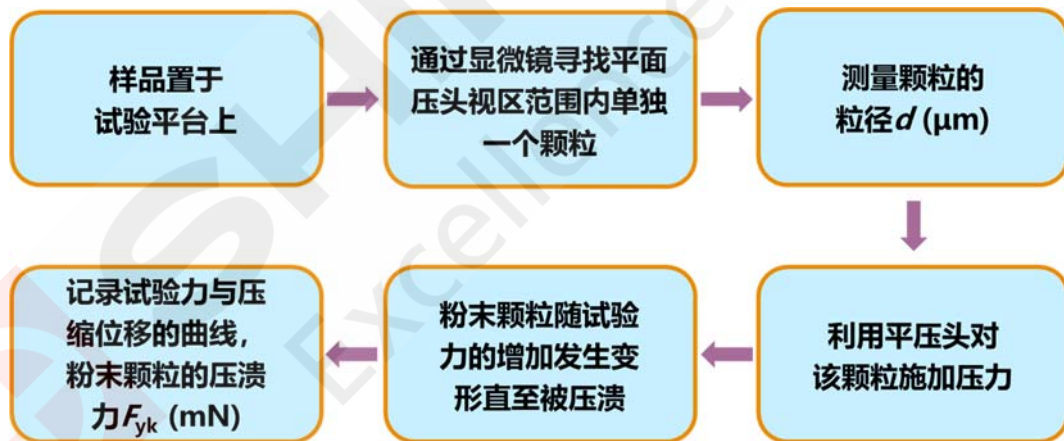 样品置于
试验平台上
通过显微镜寻找平面
压头视区范围内单独
一个颗粒
测量颗粒的
粒径d (μm)
利用平压头对
该颗粒施加压力
粉末颗粒随试验
力的增加发生变
形直至被压溃
记录试验力与压
缩位移的曲线，
粉末颗粒的压溃
力Fyk (mN)
Excellence